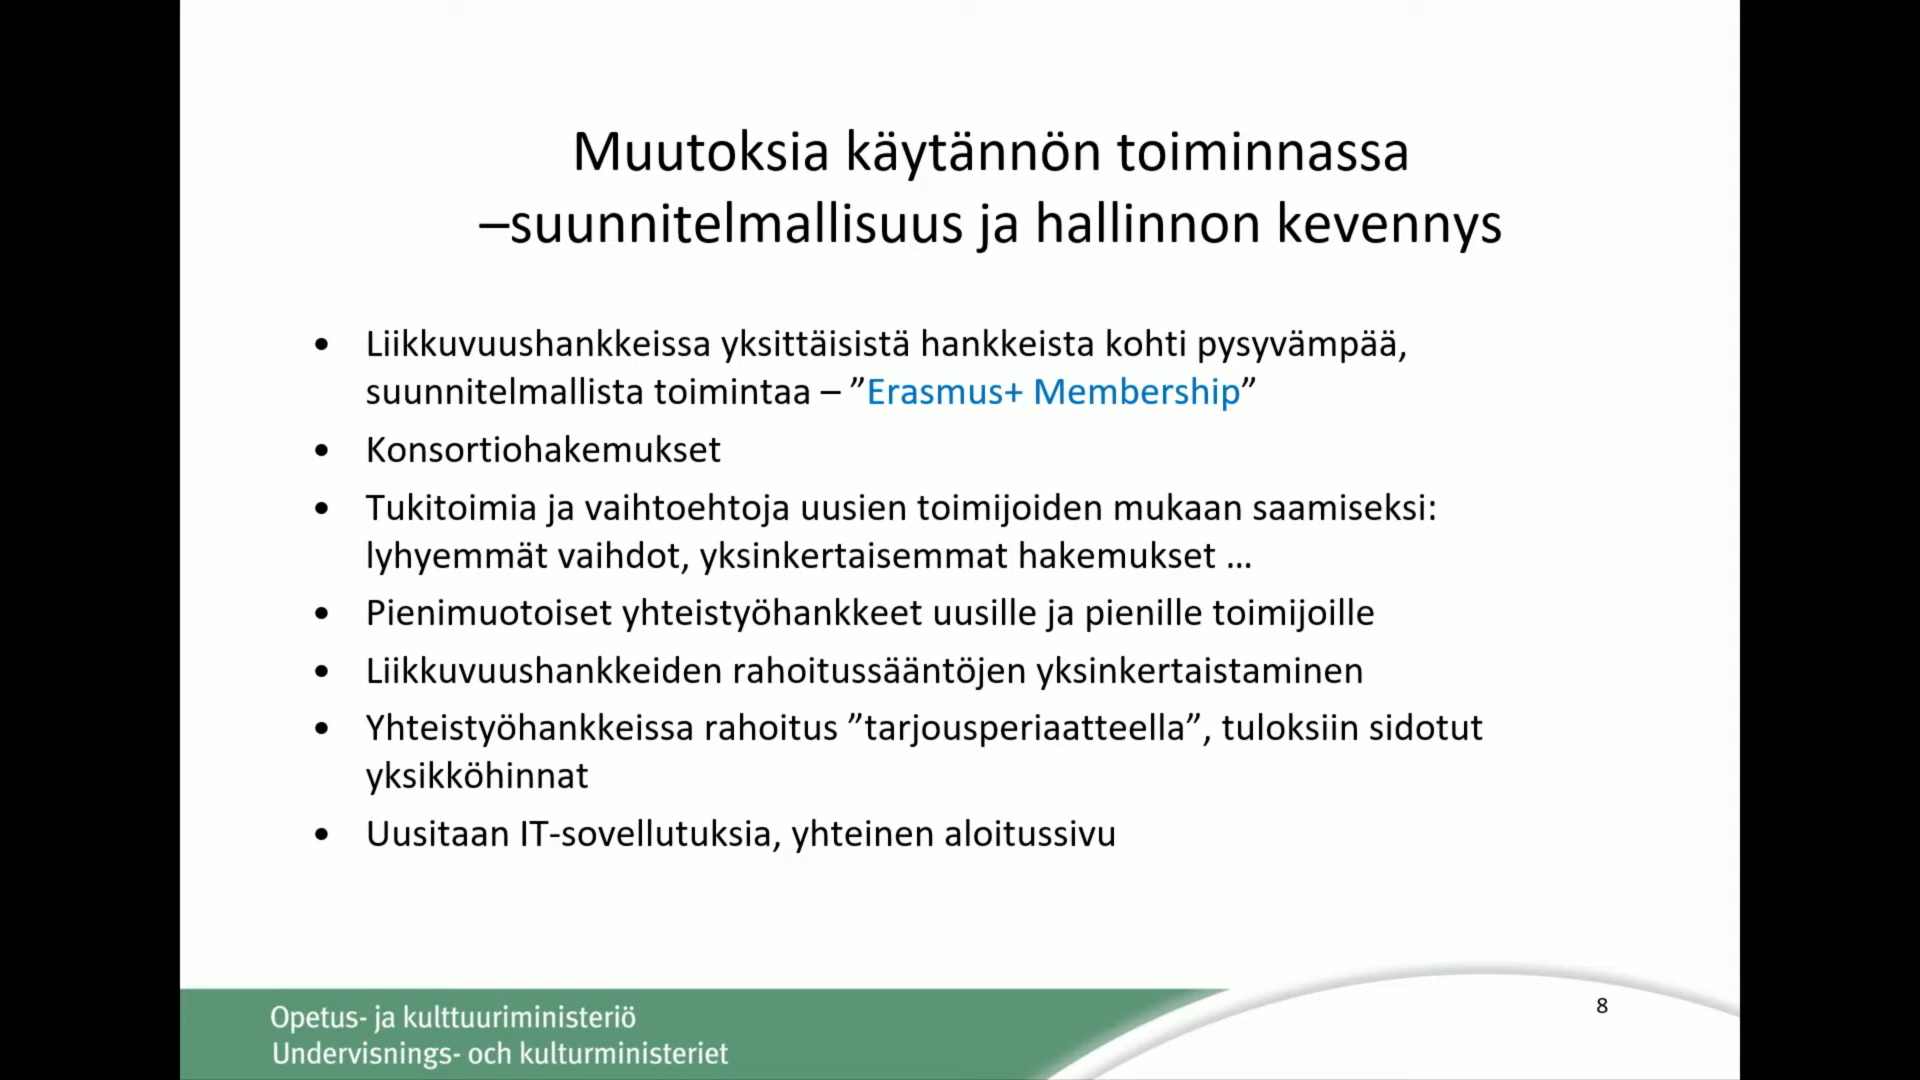 Muutoksia käytännön toiminnassa
–suunnitelmallisuus ja hallinnon kevennys
• Liikkuvuushankkeissa yksittäisistä hankkeista kohti pysyvämpää,
suunnitelmallista toimintaa – ”Erasmus+ Membership”
• Konsortiohakemukset
• Tukitoimia ja vaihtoehtoja uusien toimijoiden mukaan saamiseksi:
lyhyemmät vaihdot, yksinkertaisemmat hakemukset …
• Pienimuotoiset yhteistyöhankkeet uusille ja pienille toimijoille
• Liikkuvuushankkeiden rahoitussääntöjen yksinkertaistaminen
• Yhteistyöhankkeissa rahoitus ”tarjousperiaatteella”, tuloksiin sidotut
yksikköhinnat
• Uusitaan IT-sovellutuksia, yhteinen aloitussivu
8
Opetus- ja kulttuuriministeriö
Undervisnings- och kulturministeriet